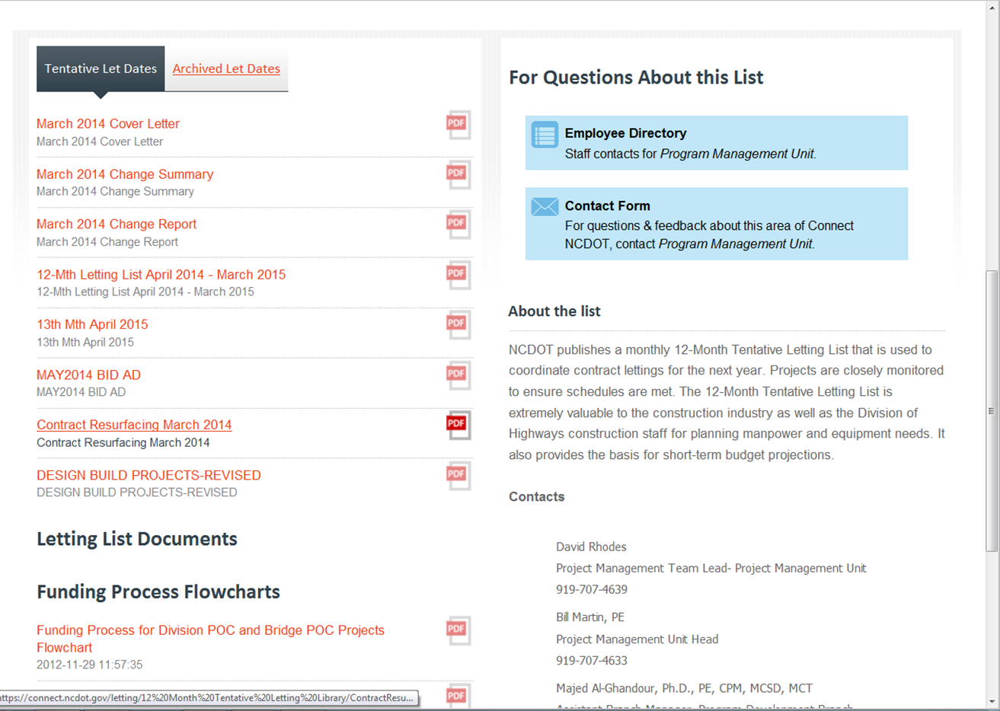 Tentative Let Dates
Archived Let Dates
March 2014 Cover Letter
March 2014 Cover Letter
PDF
March 2014 Change Summary
March 2014 Change Summary
PDF
March 2014 Change Report
March 2014 Change Report
PDF
12-Mth Letting List April 2014 - March 2015
12-Mth Letting List April 2014 - March 2015
PDF
13th Mth April 2015
13th Mth April 2015
PDF
MAY2014 BID AD
MAY2014 BID AD
PDF
Contract Resurfacing March 2014
Contract Resurfacing March 2014
PDF
DESIGN BUILD PROJECTS-REVISED
DESIGN BUILD PROJECTS-REVISED
PDF
Letting List Documents
Funding Process Flowcharts
Funding Process for Division POC and Bridge POC Projects
Flowchart
2012-11-29 11:57:35
PDF
PDF
https://connect.ncdot.gov/letting/12%20Month%20Tentative%20Letting%20Library/ContractResu...
For Questions About this List
Employee Directory
Staff contacts for Program Management Unit.
Contact Form
For questions & feedback about this area of Connect
NCDOT, contact Program Management Unit.
About the list
NCDOT publishes a monthly 12-Month Tentative Letting List that is used to
coordinate contract lettings for the next year. Projects are closely monitored
to ensure schedules are met. The 12-Month Tentative Letting List is
extremely valuable to the construction industry as well as the Division of
Highways construction staff for planning manpower and equipment needs. It
also provides the basis for short-term budget projections.
Contacts
David Rhodes
Project Management Team Lead- Project Management Unit
919-707-4639
Bill Martin, PE
Project Management Unit Head
919-707-4633
Majed Al-Ghandour, Ph.D., PE, CPM, MCSD, MCT
Assistant Branch Manager, Program Development Branch